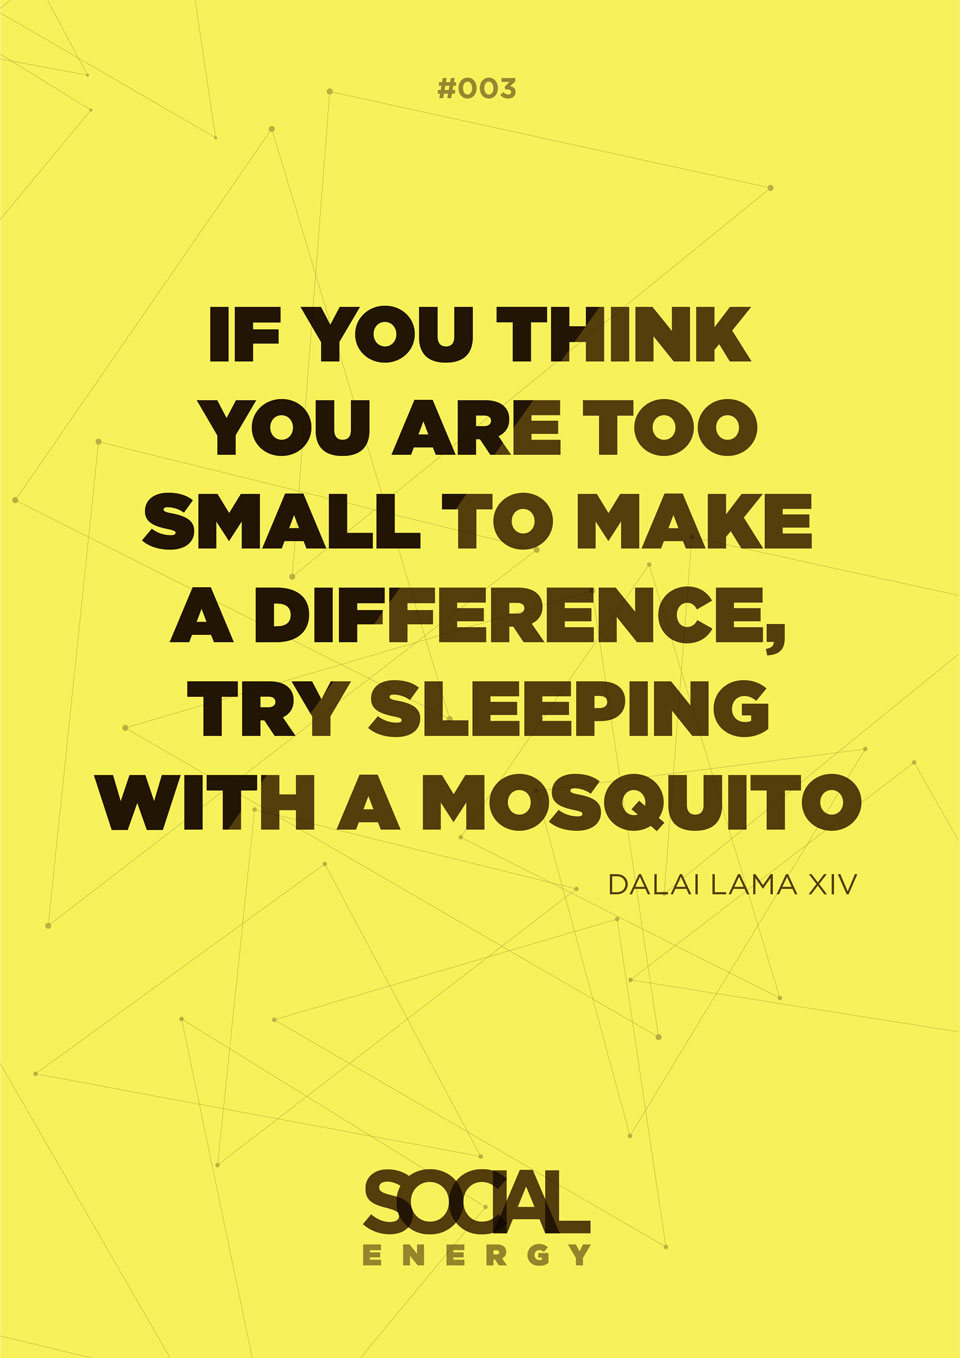 #003
IF YOU THINK
YOU ARE TOO
SMALL TO MAKE
A DIFFERENCE,
TRY SLEEPING
WITH A MOSQUITO
DALAI LAMA XIV
SOCIAL
ENERGY